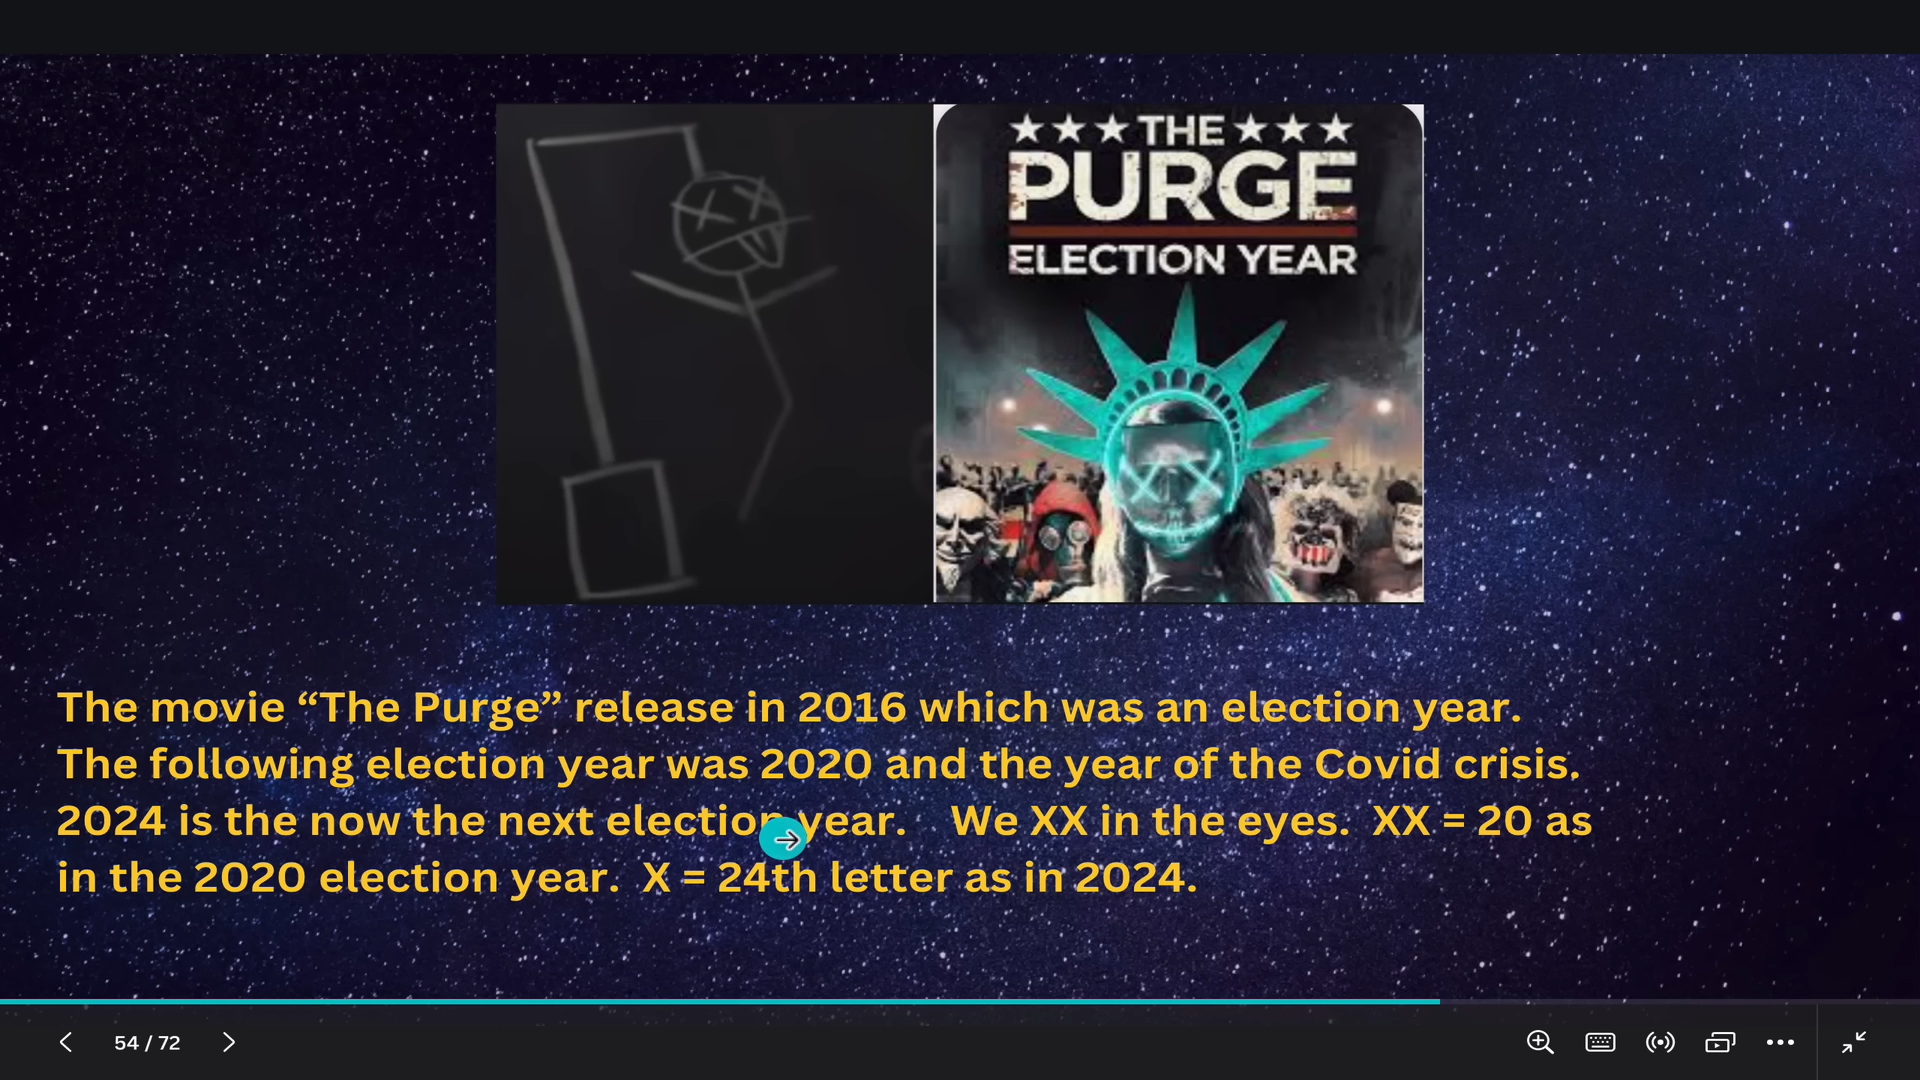 ★★★ THE ★★★
PURGE
ELECTION YEAR
The movie “The Purge” release in 2016 which was an election year.
The following election year was 2020 and the year of the Covid crisis.
2024 is the now the next election year. We XX in the eyes. XX = 20 as
in the 2020 election year. X = 24th letter as in 2024.
54 / 72